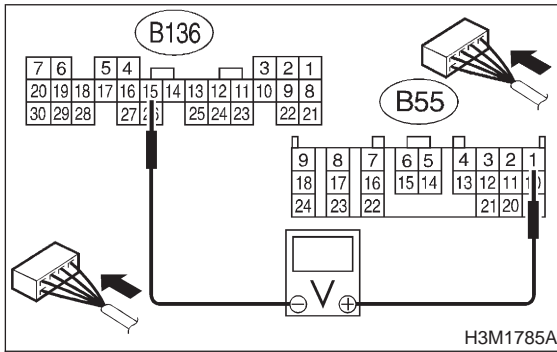 B136
7 6 5 4 3 2 1
20 19 18 17 16 15 14 13 12 11 10 9 8
30 29 28 27 25 24 23 22 21
B55
9 8 7 6 5 4 3 2 1
18 17 16 15 14 13 12 11
24 23 22 21 20
− V +
H3M1785A